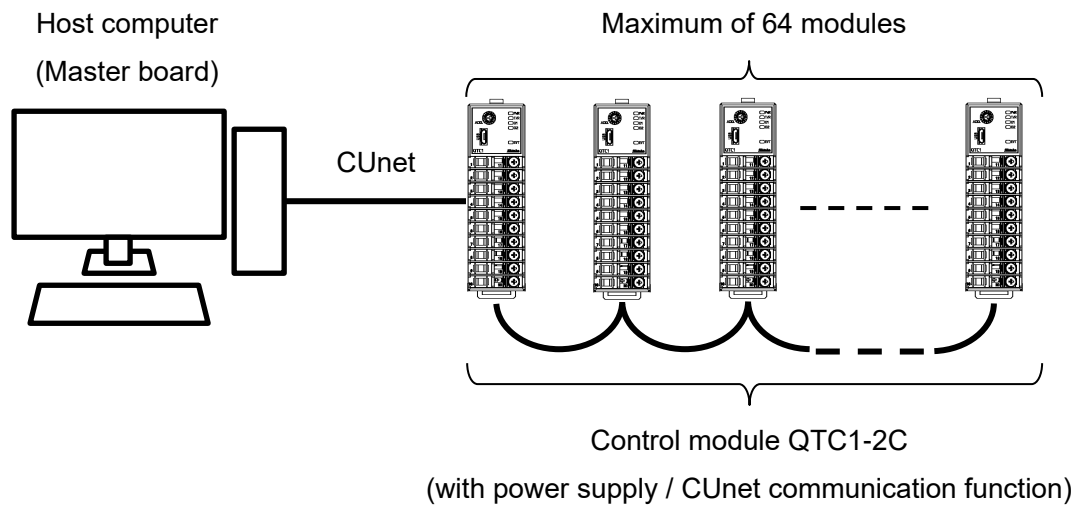 Host computer
(Master board)
Maximum of 64 modules
CUnet
Control module QTC1-2C
(with power supply / CUnet communication function)